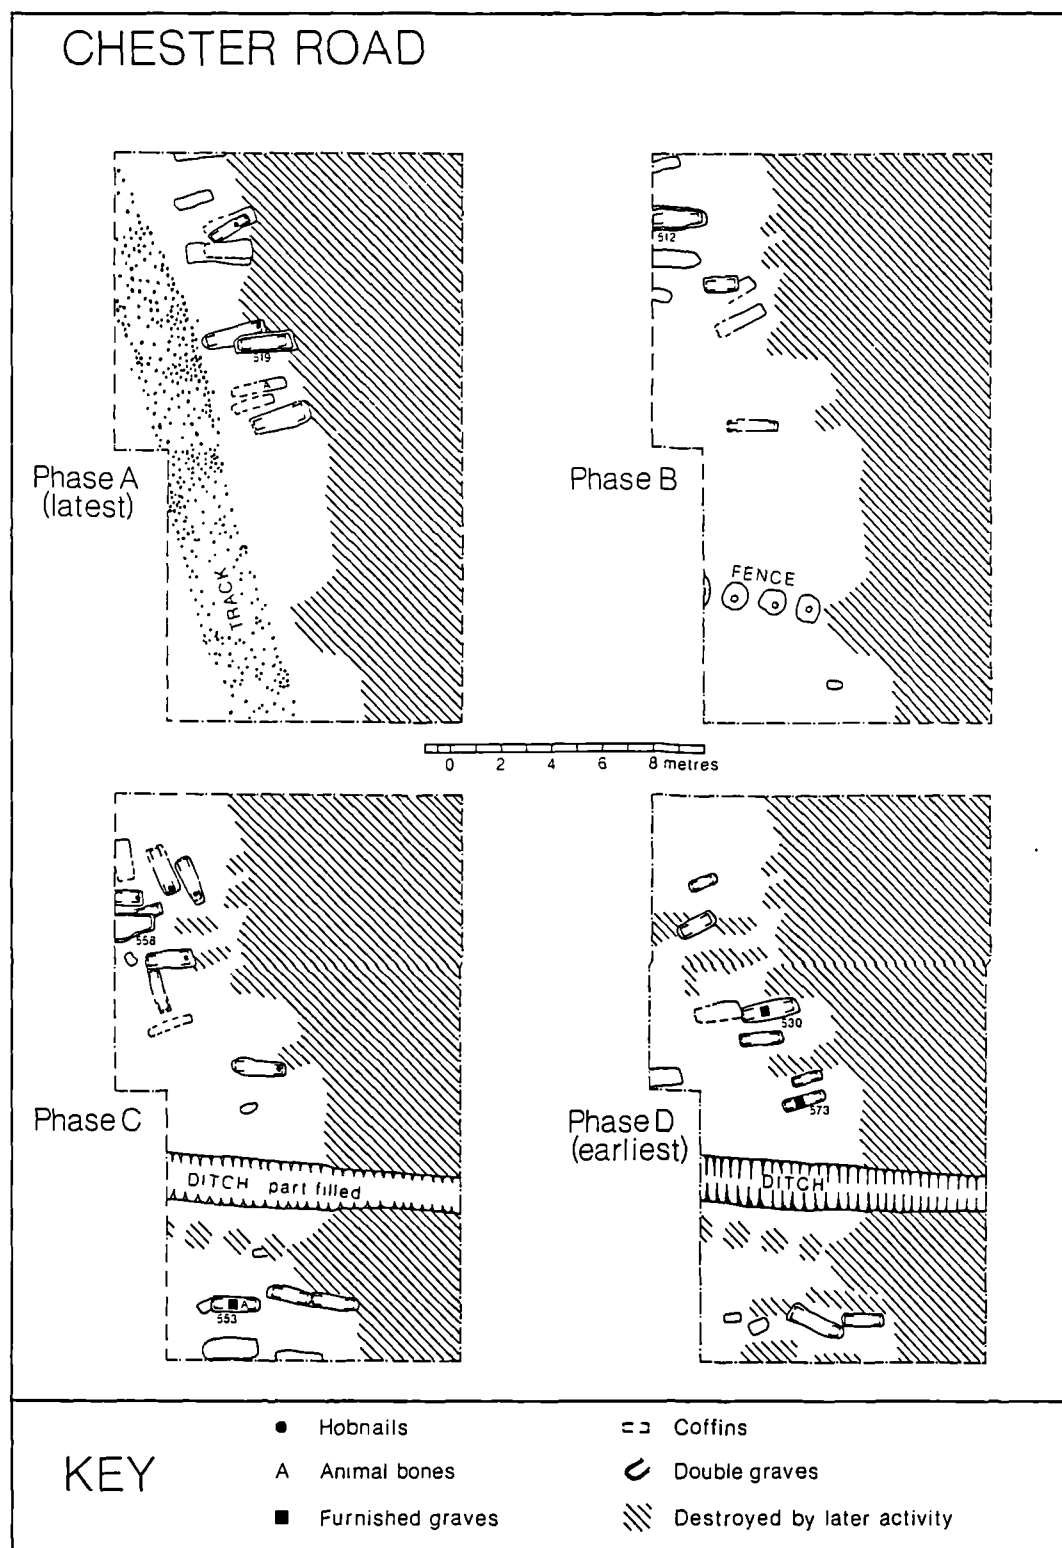 CHESTER ROAD
519
A
Phase A
(latest)
TRACK
512
Phase B
FENCE
0 2 4 6 8 metres
558
Phase C
DITCH part filled
A
553
530
573
Phase D
(earliest)
DITCH
KEY
Hobnails
A Animal bones
Furnished graves
Coffins
Double graves
Destroyed by later activity